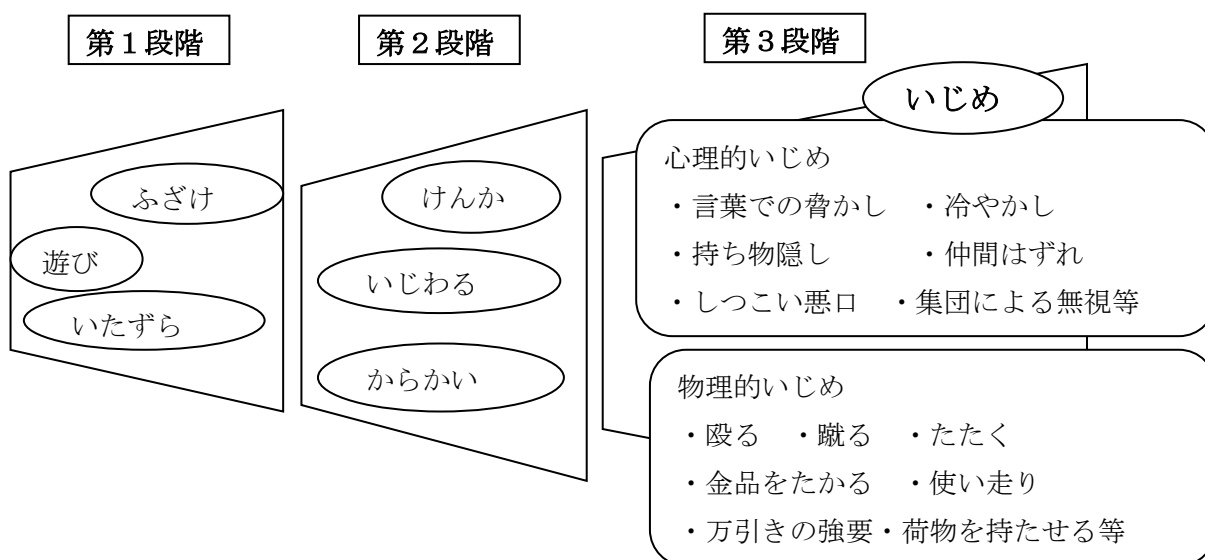 第１段階
第２段階
第３段階
ふざけ
遊び
いたずら
けんか
いじわる
からかい
いじめ
心理的いじめ
・言葉での脅かし　・冷やかし
・持ち物隠し　・仲間はずれ
・しつこい悪口　・集団による無視等
物理的いじめ
・殴る　・蹴る　・たたく
・金品をたかる　・使い走り
・万引きの強要・荷物を持たせる等